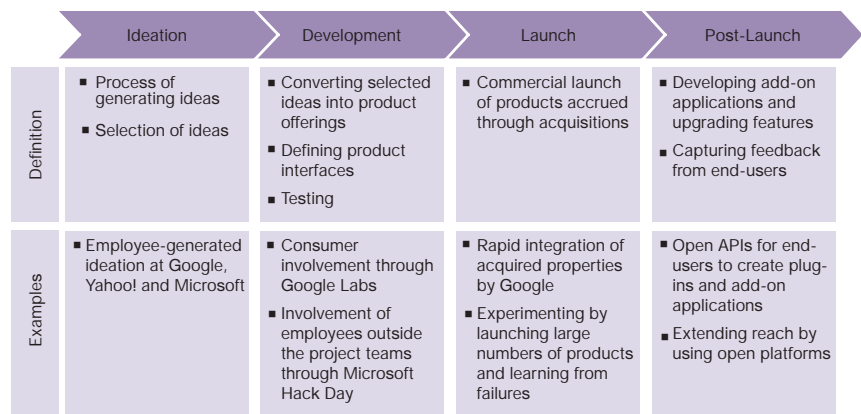 Ideation
Development
Launch
Post-Launch
Definition
Process of
generating ideas
Selection of ideas
Converting selected
ideas into product
offerings
Defining product
interfaces
Testing
Commercial launch
of products accrued
through acquisitions
Developing add-on
applications and
upgrading features
Capturing feedback
from end-users
Examples
Employee-generated
ideation at Google,
Yahoo! and Microsoft
Consumer
involvement through
Google Labs
Involvement of
employees outside
the project teams
through Microsoft
Hack Day
Rapid integration of
acquired properties
by Google
Experimenting by
launching large
numbers of products
and learning from
failures
Open APIs for end-
users to create plug-
ins and add-on
applications
Extending reach by
using open platforms